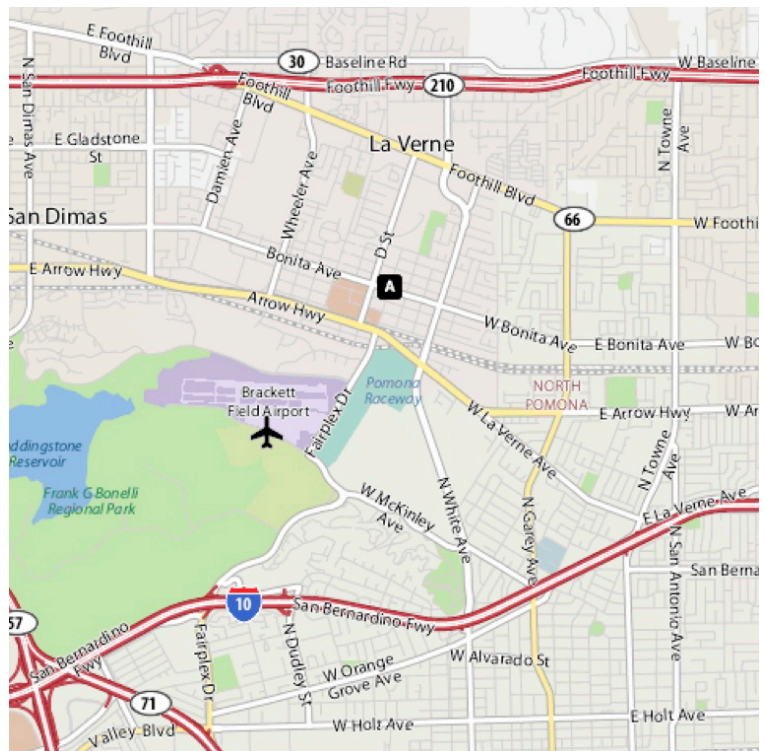 E Foothill
Blvd
N San Dimas Ave
30
Baseline Rd
W Baseline
Foothill Fwy
Foothill Fwy
210
Foothill
Blvd
E Gladstone
St
Damien Ave
Wheeler Ave
La Verne
Foothill Blvd
N Towne
Ave
66
W Foothi
San Dimas
D St
Bonita Ave
E Arrow Hwy
A
Arrow Hwy
W Bonita Ave
E Bonita Ave
W Bo
Brackett
Field Airport
Fairplex Dr
Pomona
Raceway
NORTH
POMONA
E Arrow Hwy
W Ar
W La Verne Ave
ddingstone
Reservoir
Frank G Bonelli
Regional Park
W McKinley
Ave
N White Ave
N Garey Ave
N Towne
Ave
E La Verne Ave
N San Antonio Ave
San Berna
10
San Bernardino Fwy
57
San Bernardino
Fwy
Fairplex Dr
N Dudley St
W Orange
Grove Ave
W Alvarado St
71
Valley Blvd
W Holt Ave
E Holt Ave